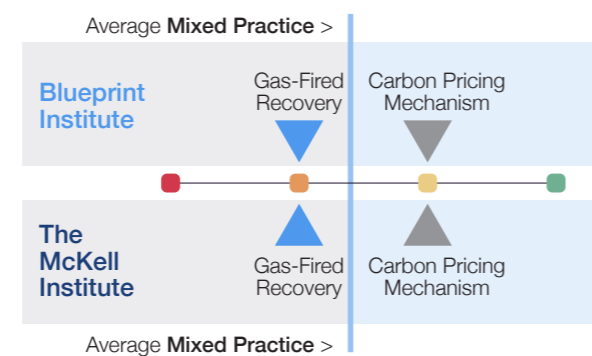 Average Mixed Practice >
Blueprint
Institute
Gas-Fired
Recovery
Carbon Pricing
Mechanism
The
McKell
Institute
Gas-Fired
Recovery
Carbon Pricing
Mechanism
Average Mixed Practice >